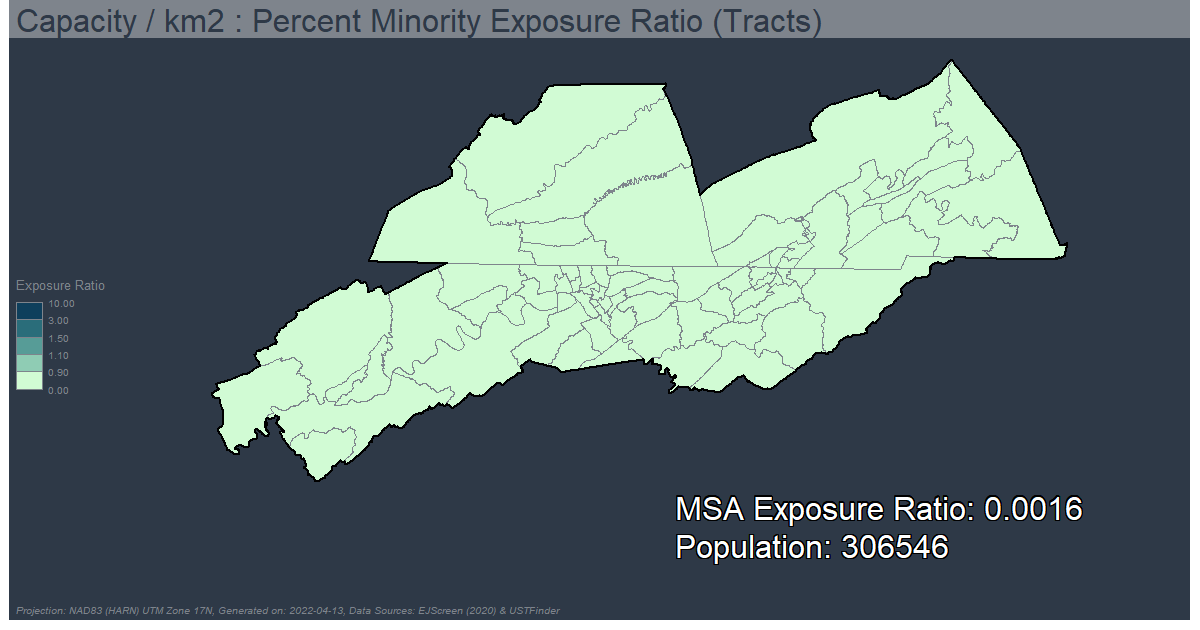 Capacity / km2 : Percent Minority Exposure Ratio (Tracts)
Exposure Ratio
10.00
3.00
1.50
1.10
0.90
0.00
MSA Exposure Ratio: 0.0016
Population: 306546
Projection: NAD83 (HARN) UTM Zone 17N, Generated on: 2022-04-13, Data Sources: EJScreen (2020) & USTFinder